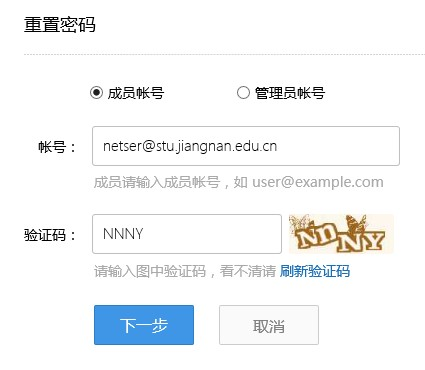 重置密码
成员帐号 管理员帐号
帐号： netser@stu.jiangnan.edu.cn
成员请输入成员帐号，如 user@example.com
验证码： NNNY NnNY
请输入图中验证码，看不清请 刷新验证码
下一步 取消